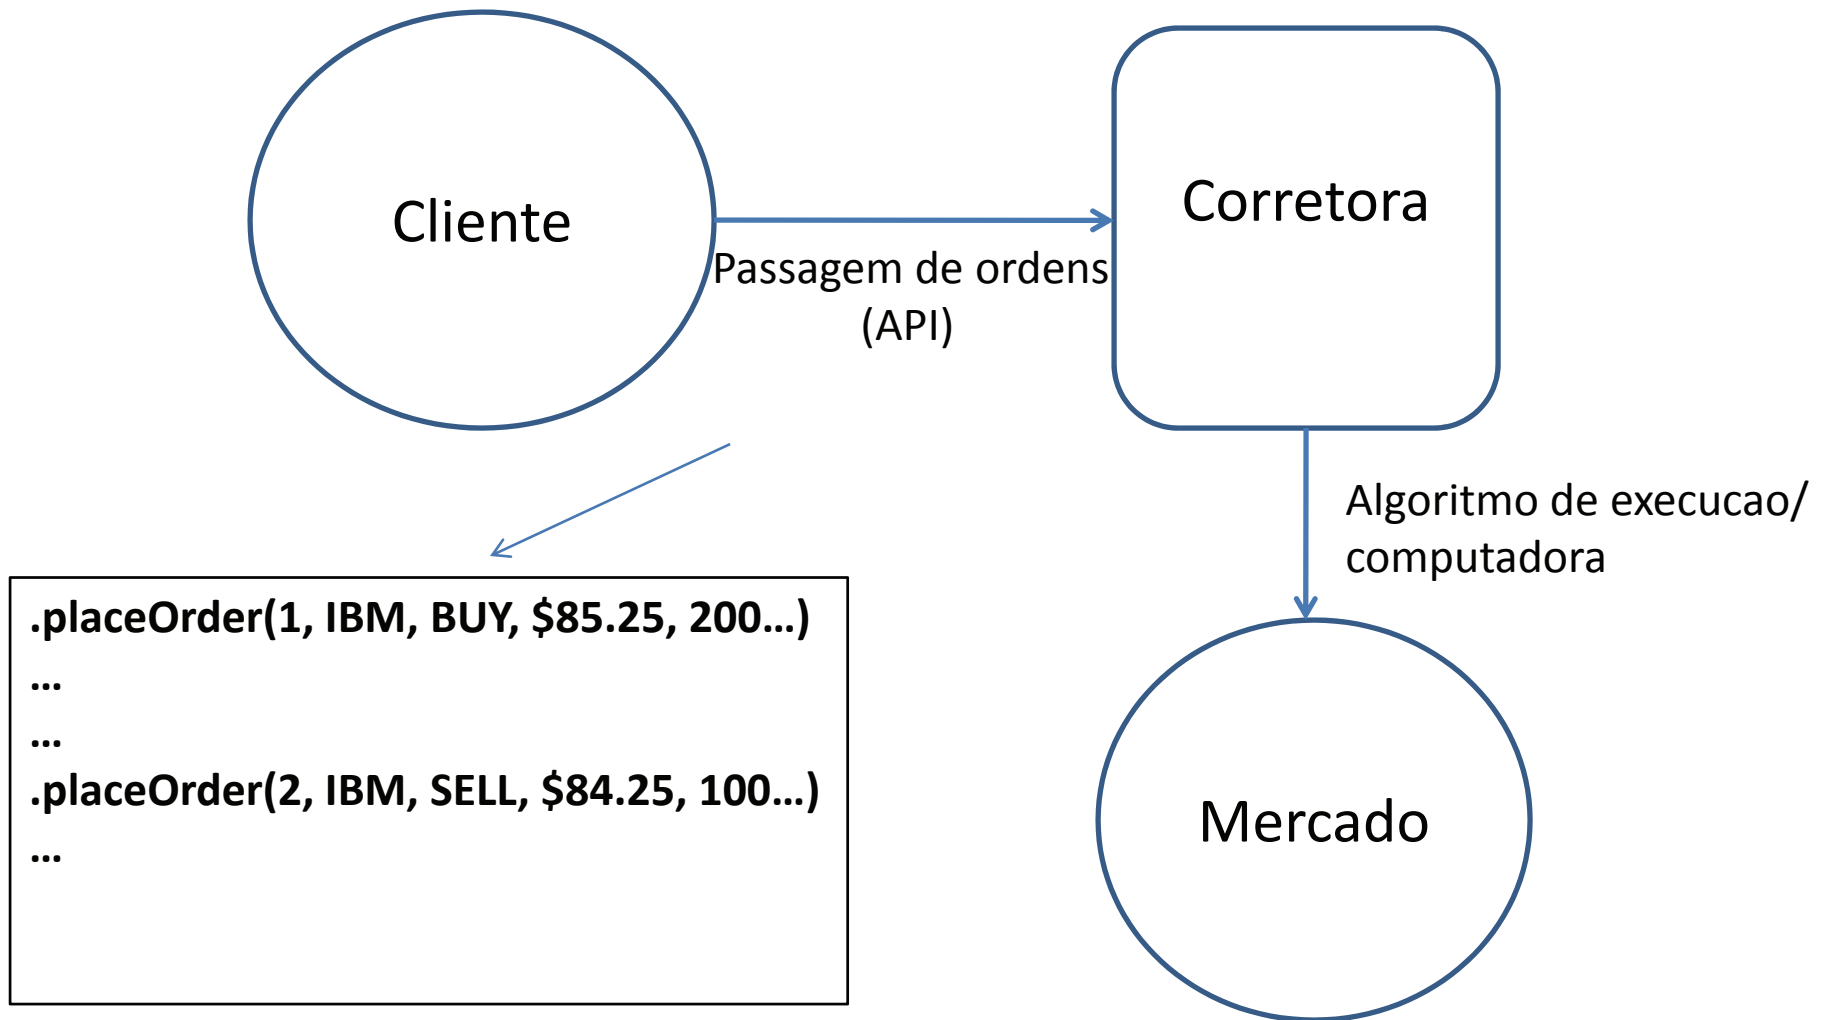 Cliente
Corretora
Passagem de ordens
(API)
Algoritmo de execucao/
computadora
.placeOrder(1, IBM, BUY, $85.25, 200…)
…
…
.placeOrder(2, IBM, SELL, $84.25, 100…)
…
Mercado